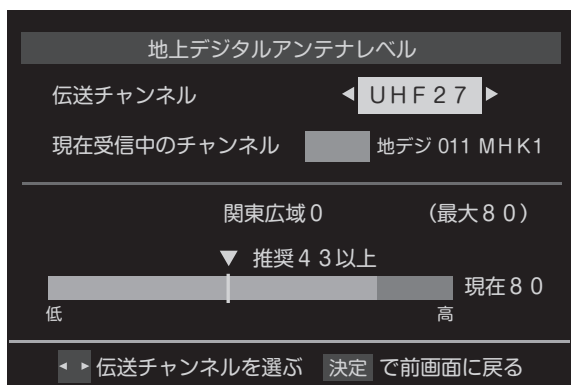 地上デジタルアンテナレベル
伝送チャンネル ◀ UHF27 ▶
現在受信中のチャンネル 地デジ 011 MHK1
関東広域0 (最大80)
▼ 推奨43以上
現在80
低 高
◂ ▸ 伝送チャンネルを選ぶ 決定 で前画面に戻る